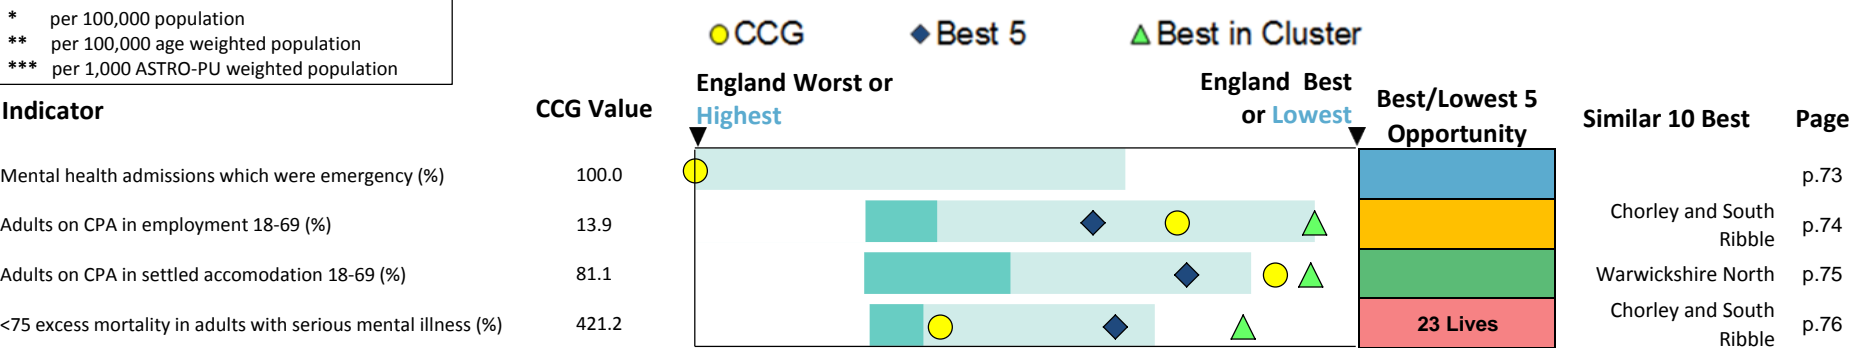 * per 100,000 population
** per 100,000 age weighted population
*** per 1,000 ASTRO-PU weighted population
CCG
Best 5
Best in Cluster
Indicator
CCG Value
England Worst or
Highest
England Best
or Lowest
Best/Lowest 5
Opportunity
Similar 10 Best
Page
Mental health admissions which were emergency (%) 100.0 p.73
Adults on CPA in employment 18-69 (%) 13.9 Chorley and South
Ribble p.74
Adults on CPA in settled accomodation 18-69 (%) 81.1 Warwickshire North p.75
<75 excess mortality in adults with serious mental illness (%) 421.2 23 Lives Chorley and South
Ribble p.76